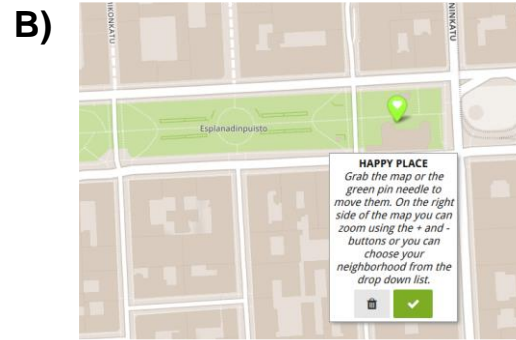 B)
IKONKATU
NINKATU
Esplanadinpuisto
HAPPY PLACE
Grab the map or the
green pin needle to
move them. On the right
side of the map you can
zoom using the + and -
buttons or you can
choose your
neighborhood from the
drop down list.